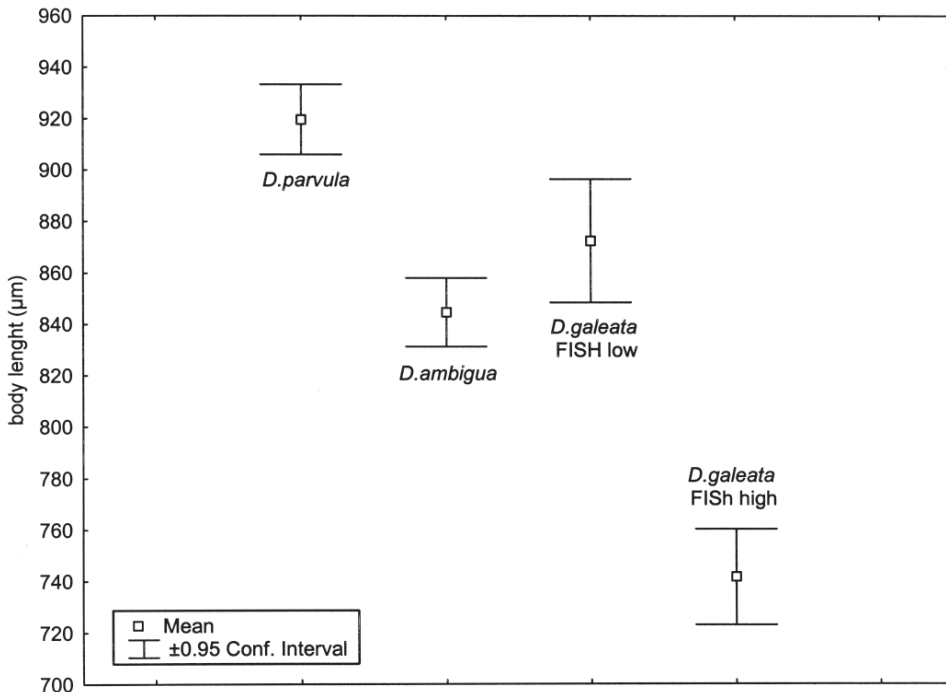 960
940
920
900
880
860
840
820
800
780
760
740
720
700
body lenght (µm)
D.parvula
D.ambigua
D.galeata
FISH low
D.galeata
FISh high
Mean
±0.95 Conf. Interval